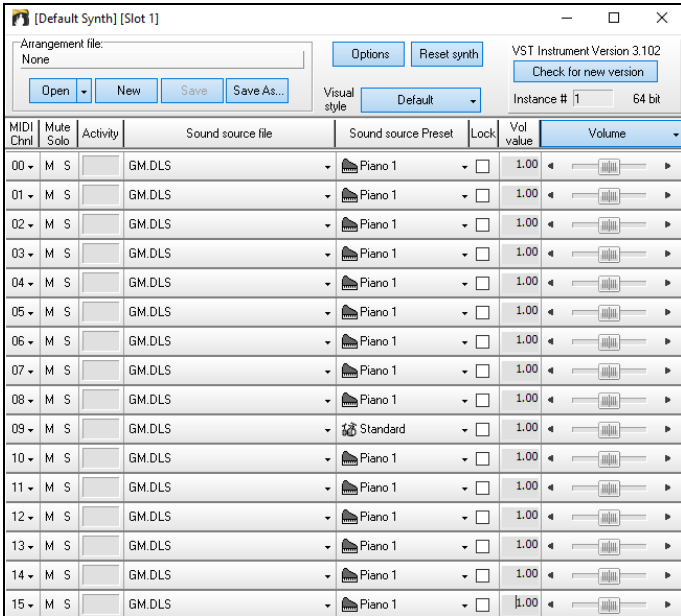 [Default Synth] [Slot 1]
Arrangement file:
None
Options
Reset synth
VST Instrument Version 3.102
Check for new version
Open
New
Save
Save As...
Visual style
Default
Instance # 1
64 bit
MIDI Chnl
Mute Solo
Activity
Sound source file
Sound source Preset
Lock
Vol value
Volume
00 M S GM.DLS Piano 1 1.00
01 M S GM.DLS Piano 1 1.00
02 M S GM.DLS Piano 1 1.00
03 M S GM.DLS Piano 1 1.00
04 M S GM.DLS Piano 1 1.00
05 M S GM.DLS Piano 1 1.00
06 M S GM.DLS Piano 1 1.00
07 M S GM.DLS Piano 1 1.00
08 M S GM.DLS Piano 1 1.00
09 M S GM.DLS Standard 1.00
10 M S GM.DLS Piano 1 1.00
11 M S GM.DLS Piano 1 1.00
12 M S GM.DLS Piano 1 1.00
13 M S GM.DLS Piano 1 1.00
14 M S GM.DLS Piano 1 1.00
15 M S GM.DLS Piano 1 1.00